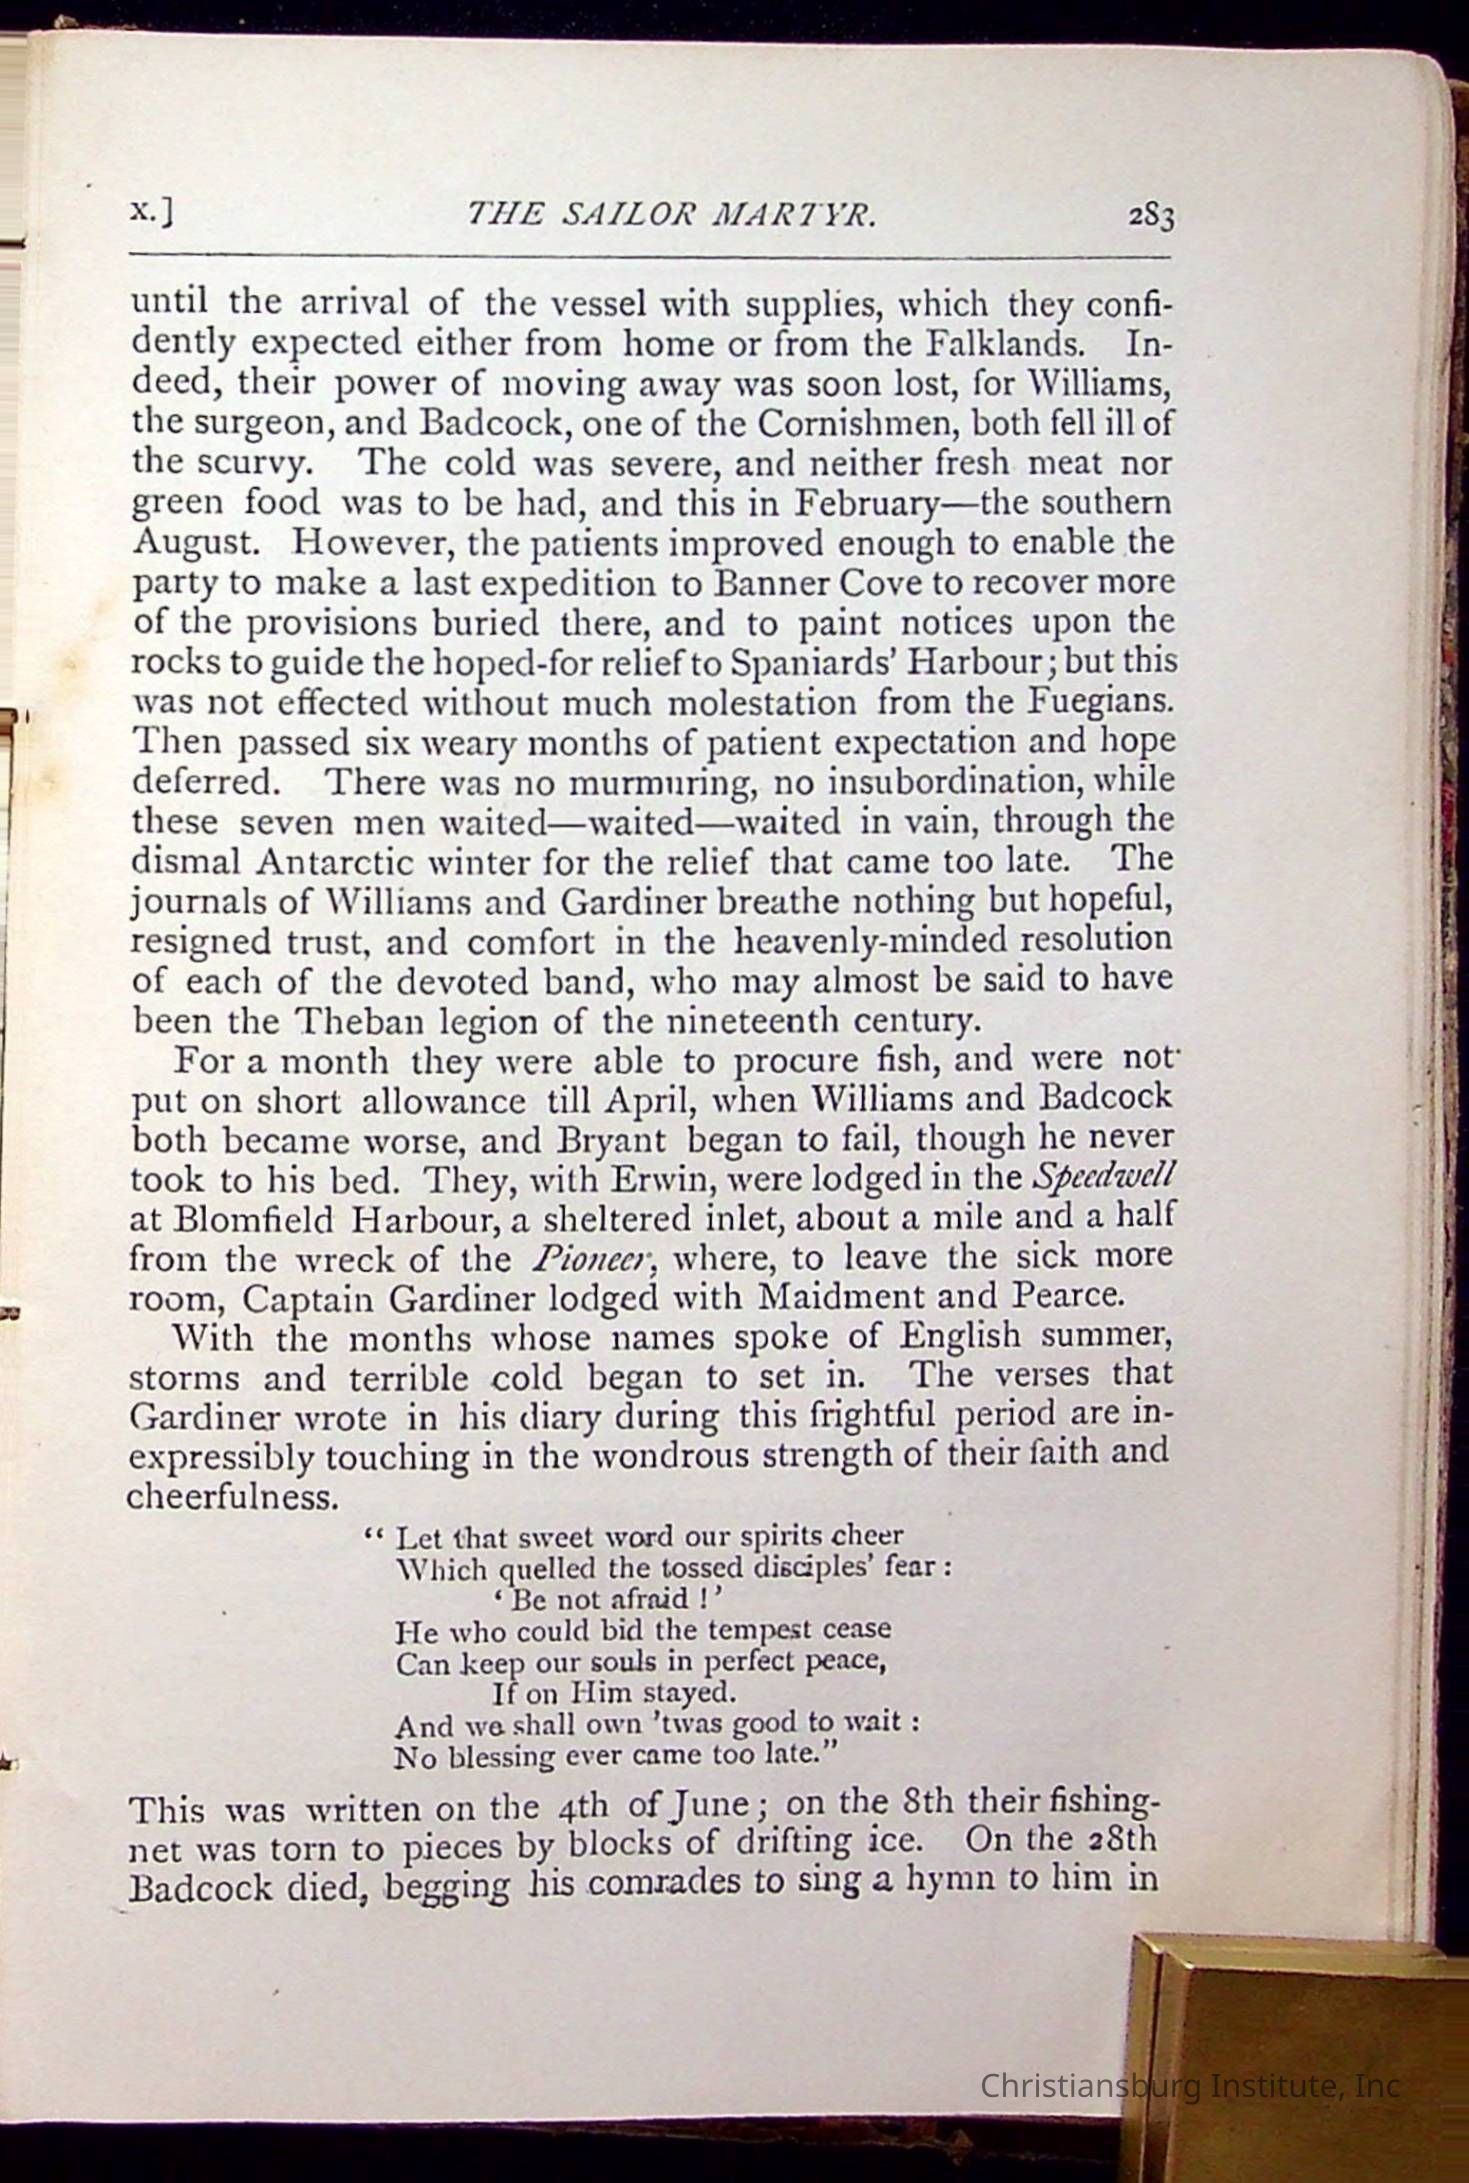 x.] THE SAILOR MARTYR. 283
until the arrival of the vessel with supplies, which they confi-
dently expected either from home or from the Falklands. In-
deed, their power of moving away was soon lost, for Williams,
the surgeon, and Badcock, one of the Cornishmen, both fell ill of
the scurvy. The cold was severe, and neither fresh meat nor
green food was to be had, and this in February—the southern
August. However, the patients improved enough to enable the
party to make a last expedition to Banner Cove to recover more
of the provisions buried there, and to paint notices upon the
rocks to guide the hoped-for relief to Spaniards' Harbour; but this
was not effected without much molestation from the Fuegians.
Then passed six weary months of patient expectation and hope
deferred. There was no murmuring, no insubordination, while
these seven men waited—waited—waited in vain, through the
dismal Antarctic winter for the relief that came too late. The
journals of Williams and Gardiner breathe nothing but hopeful,
resigned trust, and comfort in the heavenly-minded resolution
of each of the devoted band, who may almost be said to have
been the Theban legion of the nineteenth century.
For a month they were able to procure fish, and were not
put on short allowance till April, when Williams and Badcock
both became worse, and Bryant began to fail, though he never
took to his bed. They, with Erwin, were lodged in the Speedwell
at Blomfield Harbour, a sheltered inlet, about a mile and a half
from the wreck of the Pioneer, where, to leave the sick more
room, Captain Gardiner lodged with Maidment and Pearce.
With the months whose names spoke of English summer,
storms and terrible cold began to set in. The verses that
Gardiner wrote in his diary during this frightful period are in-
expressibly touching in the wondrous strength of their faith and
cheerfulness.
“ Let that sweet word our spirits cheer
Which quelled the tossed disciples' fear :
‘ Be not afraid !’
He who could bid the tempest cease
Can keep our souls in perfect peace,
If on Him stayed.
And we shall own 'twas good to wait :
No blessing ever came too late.”
This was written on the 4th of June; on the 8th their fishing-
net was torn to pieces by blocks of drifting ice. On the 28th
Badcock died, begging his comrades to sing a hymn to him in
Christiansburg Institute, Inc